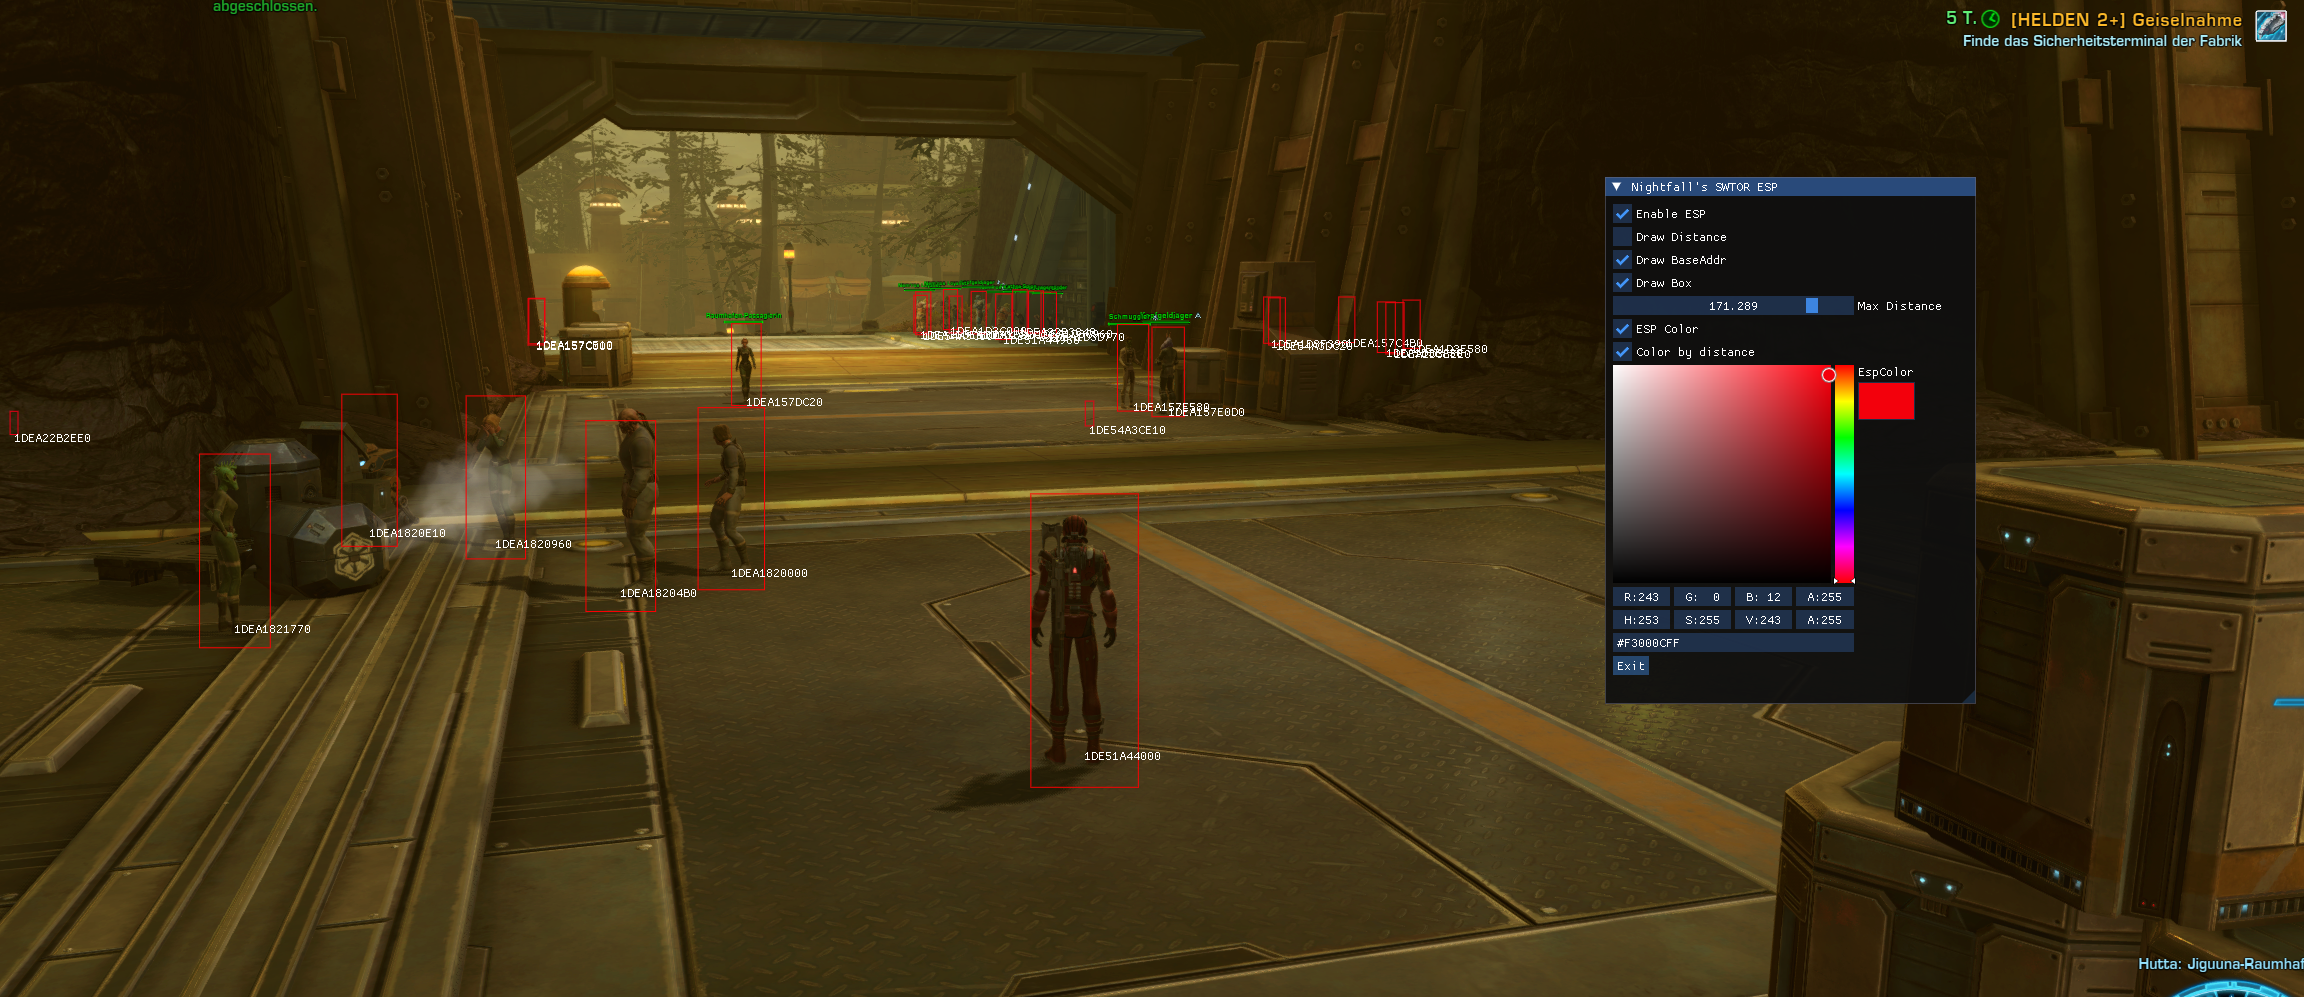 abgeschlossen.
5 T. [HELDEN 2+] Geiselnahme
Finde das Sicherheitsterminal der Fabrik
Nightfall's SWTOR ESP
Enable ESP
Draw Distance
Draw BaseAddr
Draw Box
171.289 Max Distance
ESP Color
Color by distance
EspColor
R:243 G: 0 B: 12 A:255
H:253 S:255 V:243 A:255
#F3000CFF
Exit
1DEA157DC20
1DEA157E580
1DEA157E0D0
1DE54A3CE10
1DEA22B2EE0
1DEA1820E10
1DEA1820960
1DEA1820000
1DEA18204B0
1DEA1821770
1DE51A44000
Hutta: Jiguuna-Raumhaf